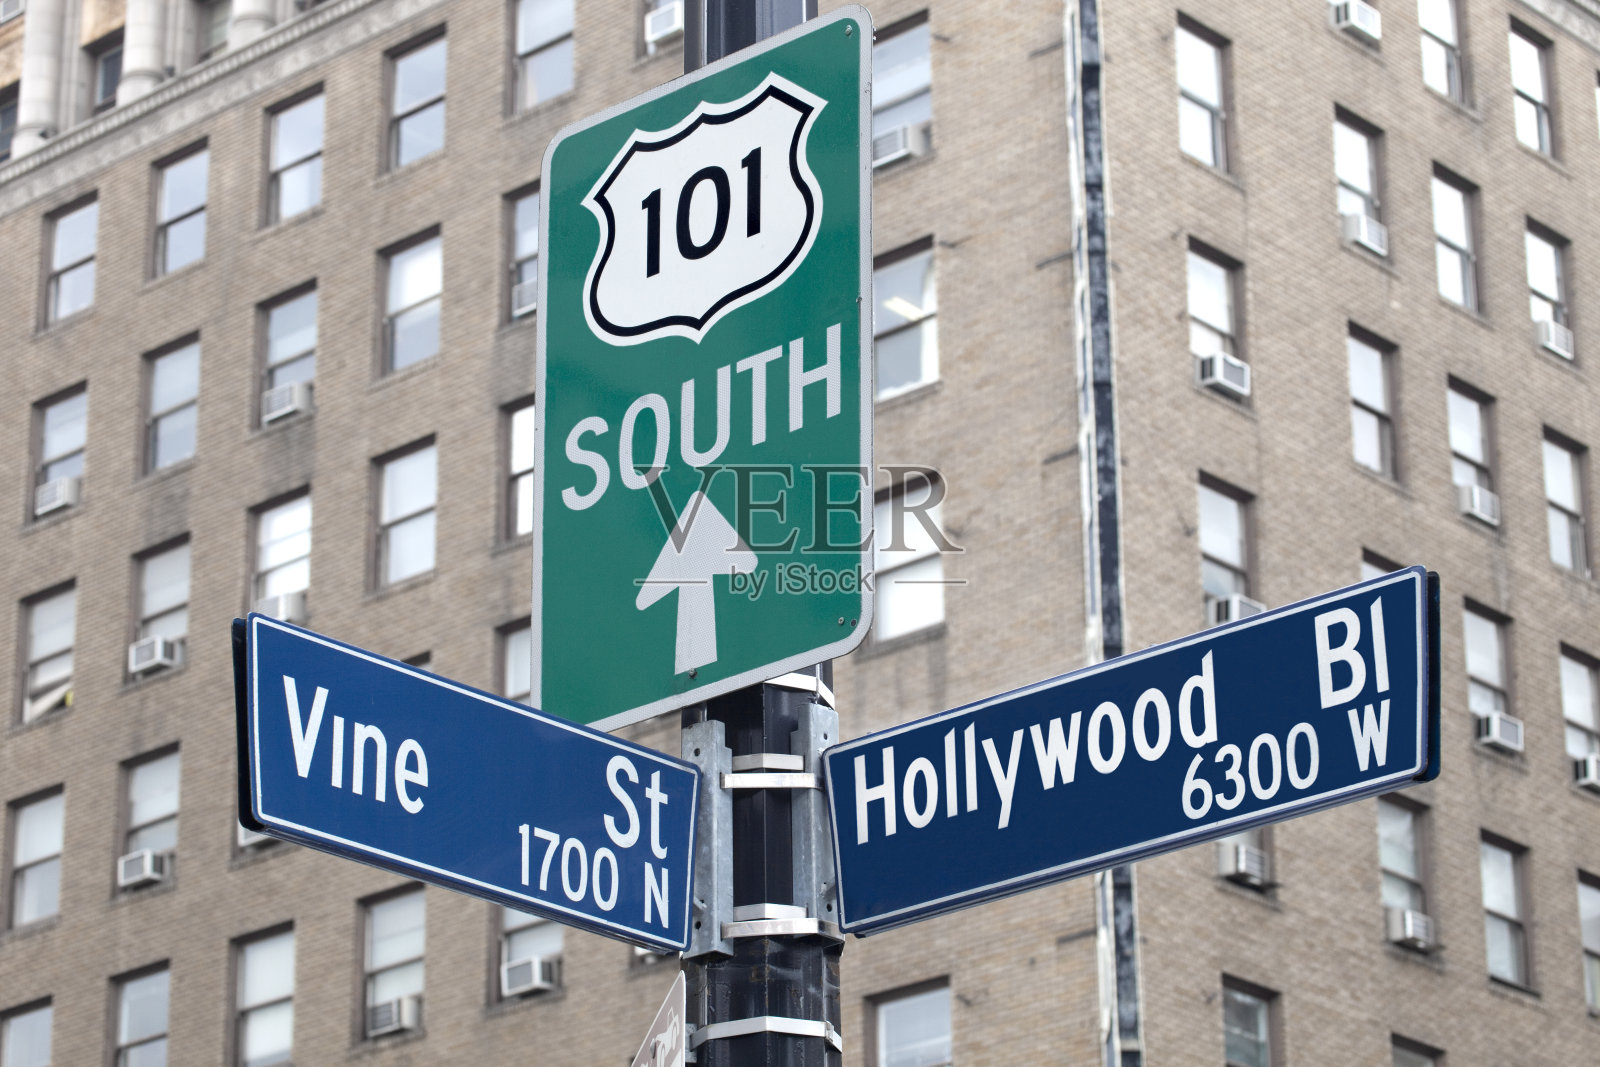 101
SOUTH
VEER
by iStock
Vine St
1700 N
Hollywood Bl
6300 W